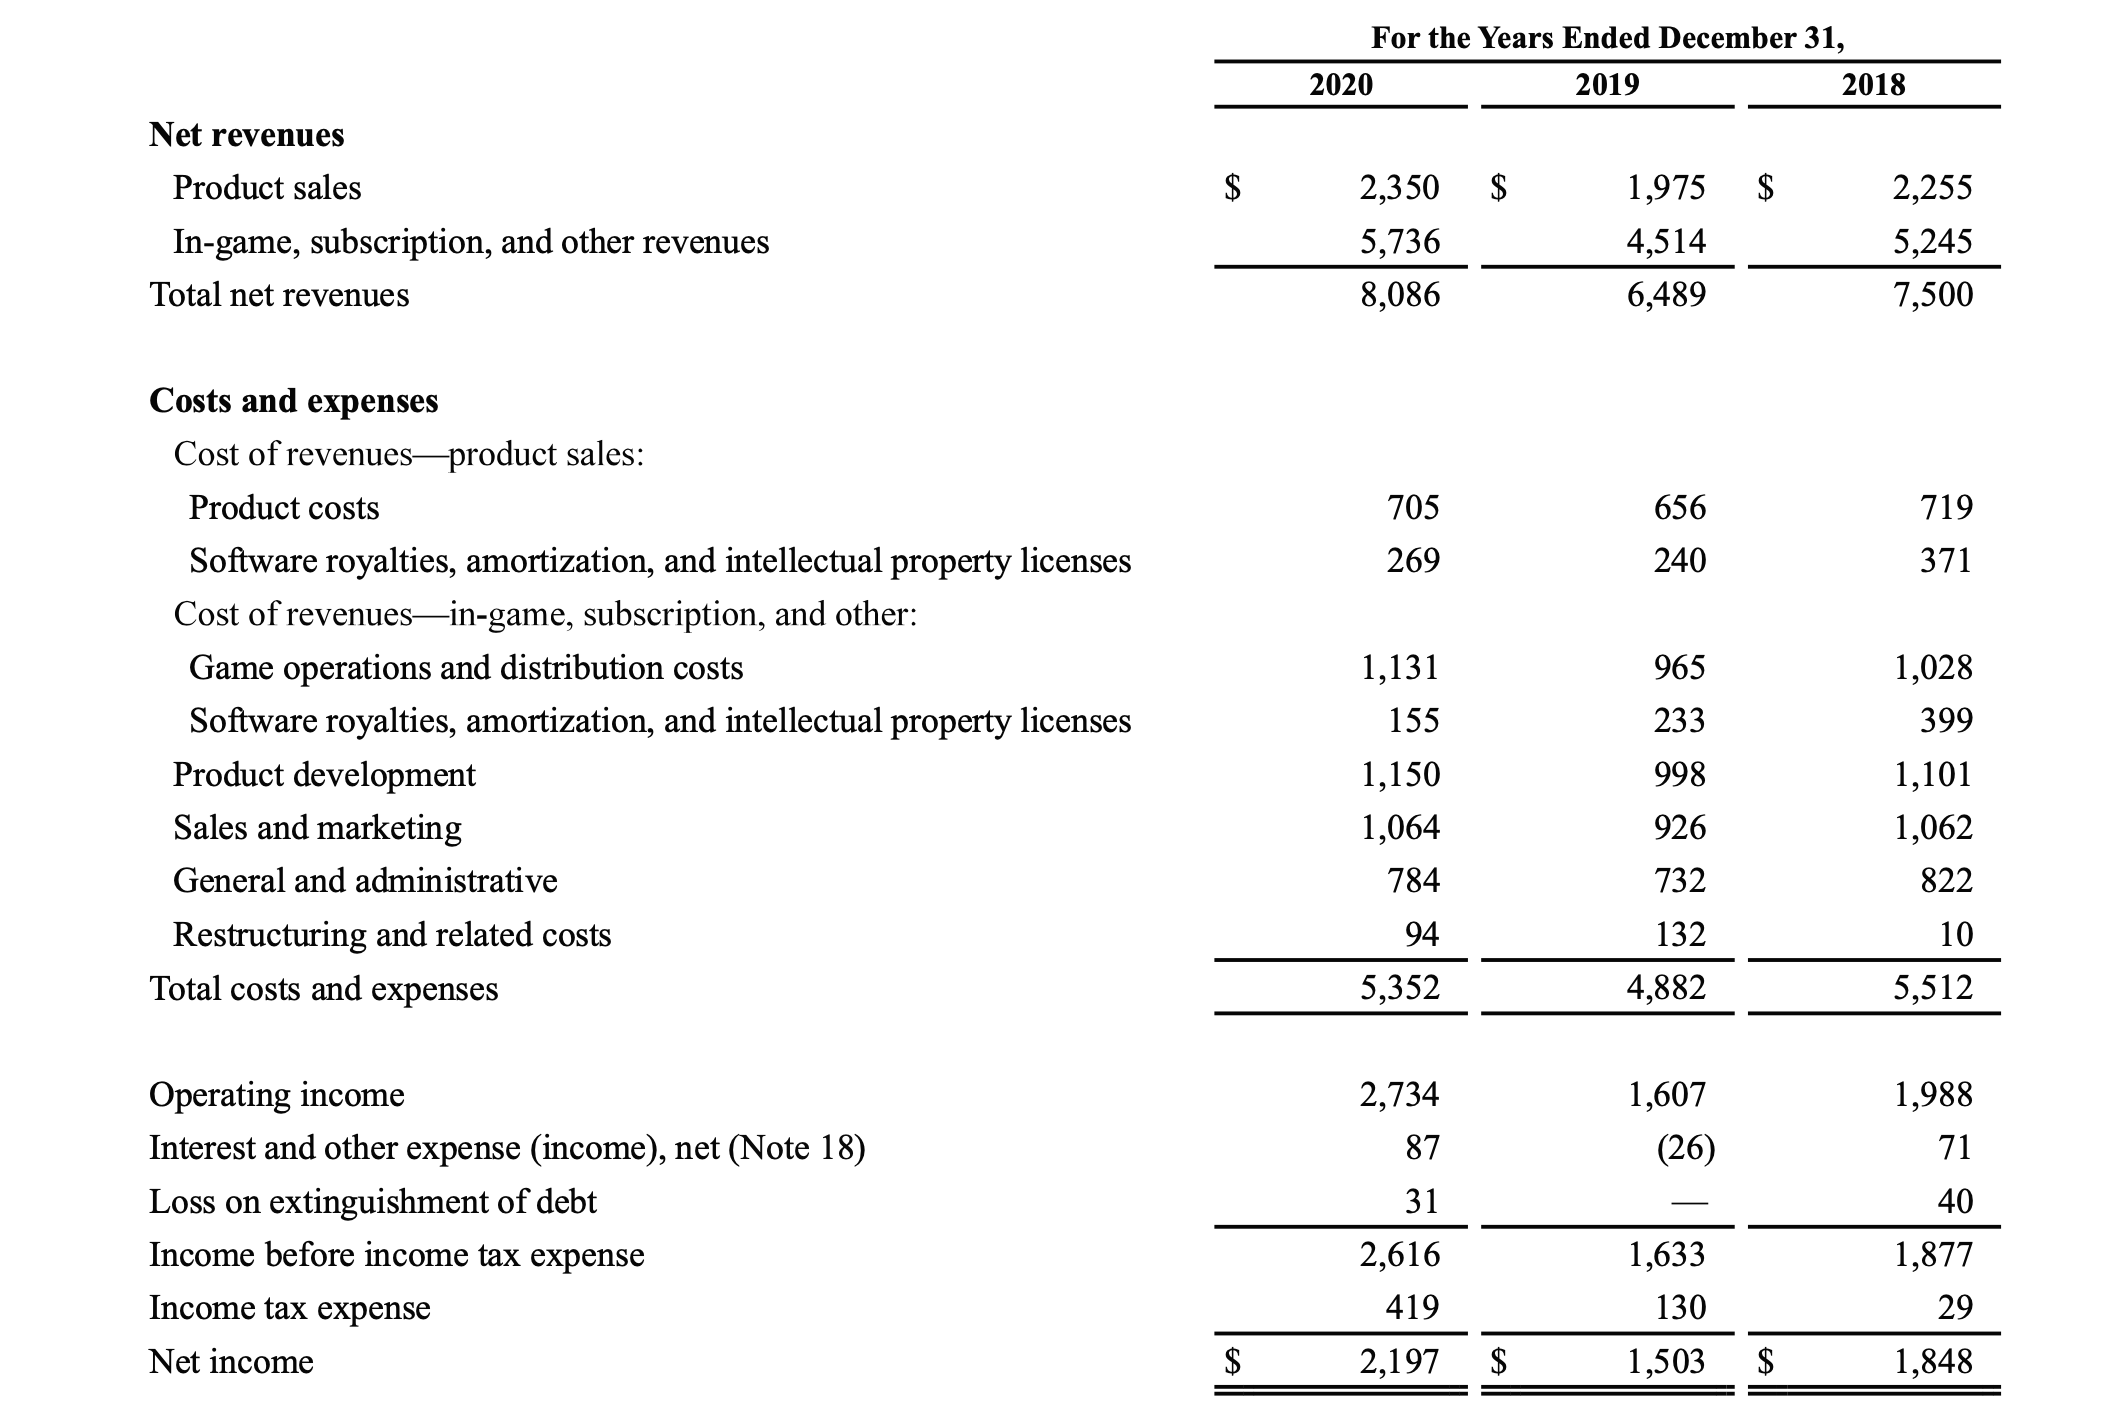 For the Years Ended December 31,
2020 2019 2018
Net revenues
Product sales $ 2,350 $ 1,975 $ 2,255
In-game, subscription, and other revenues 5,736 4,514 5,245
Total net revenues 8,086 6,489 7,500
Costs and expenses
Cost of revenues—product sales:
Product costs 705 656 719
Software royalties, amortization, and intellectual property licenses 269 240 371
Cost of revenues—in-game, subscription, and other:
Game operations and distribution costs 1,131 965 1,028
Software royalties, amortization, and intellectual property licenses 155 233 399
Product development 1,150 998 1,101
Sales and marketing 1,064 926 1,062
General and administrative 784 732 822
Restructuring and related costs 94 132 10
Total costs and expenses 5,352 4,882 5,512
Operating income 2,734 1,607 1,988
Interest and other expense (income), net (Note 18) 87 (26) 71
Loss on extinguishment of debt 31 — 40
Income before income tax expense 2,616 1,633 1,877
Income tax expense 419 130 29
Net income $ 2,197 $ 1,503 $ 1,848